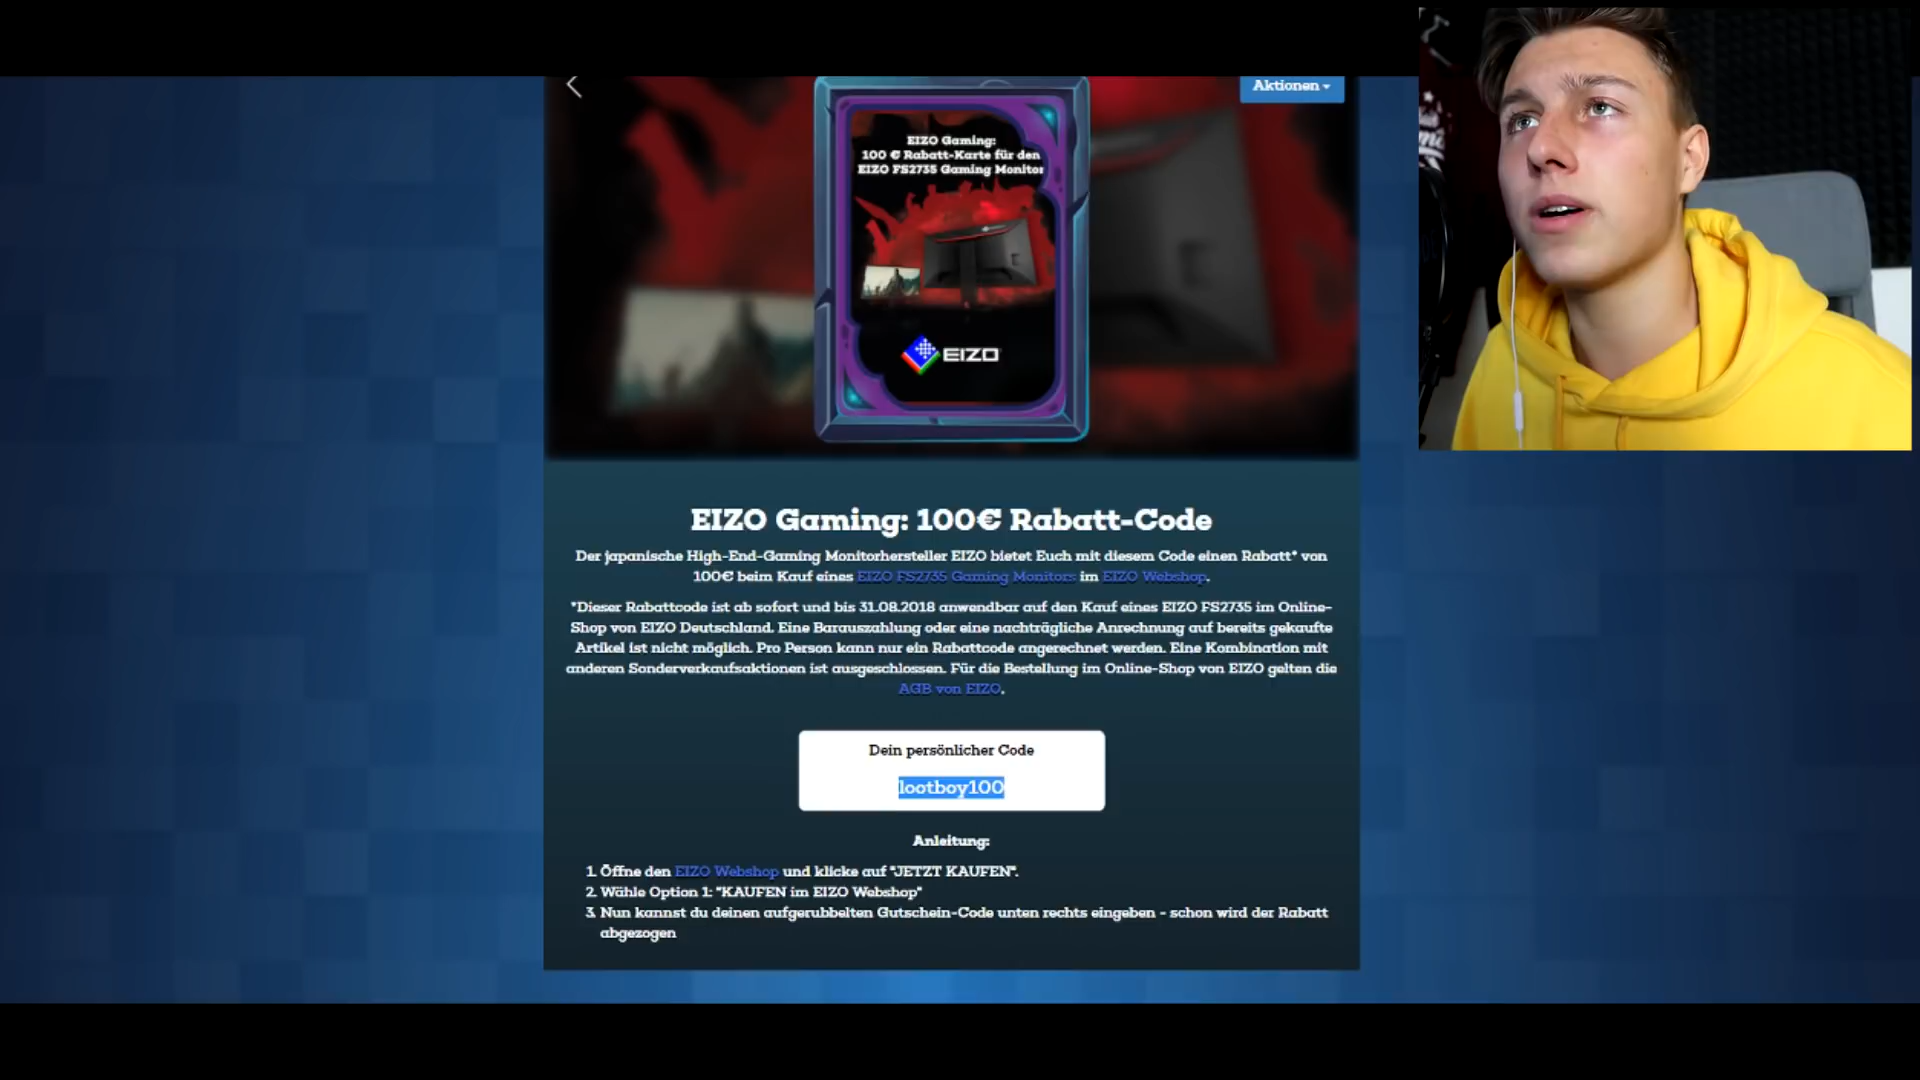 Aktionen
EIZO Gaming:
100 € Rabatt-Karte für den
EIZO FS2735 Gaming Monitor
EIZO
EIZO Gaming: 100€ Rabatt-Code
Der japanische High-End-Gaming Monitorhersteller EIZO bietet Euch mit diesem Code einen Rabatt* von
100€ beim Kauf eines EIZO FS2735 Gaming Monitors im EIZO Webshop.
*Dieser Rabattcode ist ab sofort und bis 31.08.2018 anwendbar auf den Kauf eines EIZO FS2735 im Online-
Shop von EIZO Deutschland. Eine Barauszahlung oder eine nachträgliche Anrechnung auf bereits gekaufte
Artikel ist nicht möglich. Pro Person kann nur ein Rabattcode angerechnet werden. Eine Kombination mit
anderen Sonderverkaufsaktionen ist ausgeschlossen. Für die Bestellung im Online-Shop von EIZO gelten die
AGB von EIZO.
Dein persönlicher Code
lootboy100
Anleitung:
1. Öffne den EIZO Webshop und klicke auf "JETZT KAUFEN".
2. Wähle Option 1: "KAUFEN im EIZO Webshop"
3. Nun kannst du deinen aufgerubbelten Gutschein-Code unten rechts eingeben - schon wird der Rabatt
abgezogen